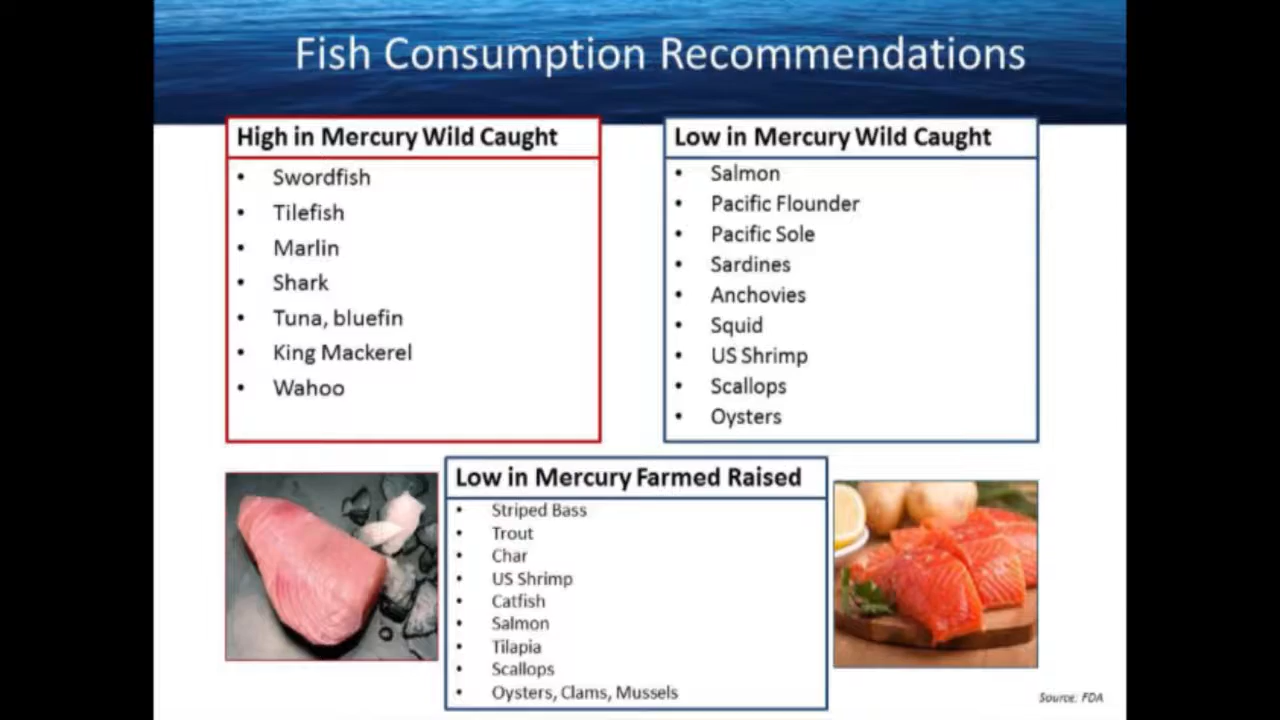 Fish Consumption Recommendations
High in Mercury Wild Caught
• Swordfish
• Tilefish
• Marlin
• Shark
• Tuna, bluefin
• King Mackerel
• Wahoo
Low in Mercury Wild Caught
• Salmon
• Pacific Flounder
• Pacific Sole
• Sardines
• Anchovies
• Squid
• US Shrimp
• Scallops
• Oysters
Low in Mercury Farmed Raised
• Striped Bass
• Trout
• Char
• US Shrimp
• Catfish
• Salmon
• Tilapia
• Scallops
• Oysters, Clams, Mussels
Source: FDA